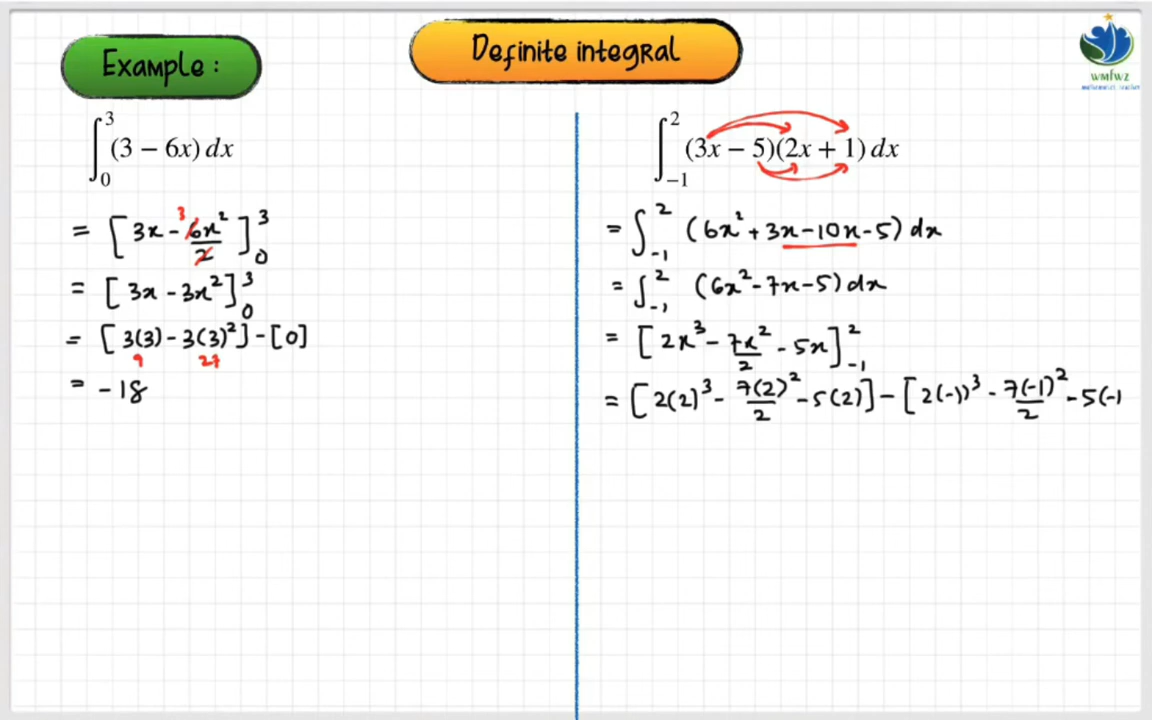 Definite integral
Example :
wmfwz
mathematics teacher
∫₀³ (3 − 6x) dx
= [3x − 6x²/2]₀³
3
= [3x − 3x²]₀³
= [3(3) − 3(3)²] − [0]
9 27
= −18
∫₋₁² (3x − 5)(2x + 1) dx
= ∫₋₁² (6x² + 3x − 10x − 5) dx
= ∫₋₁² (6x² − 7x − 5) dx
= [2x³ − 7x²/2 − 5x]₋₁²
= [2(2)³ − 7(2)²/2 − 5(2)] − [2(−1)³ − 7(−1)²/2 − 5(−1